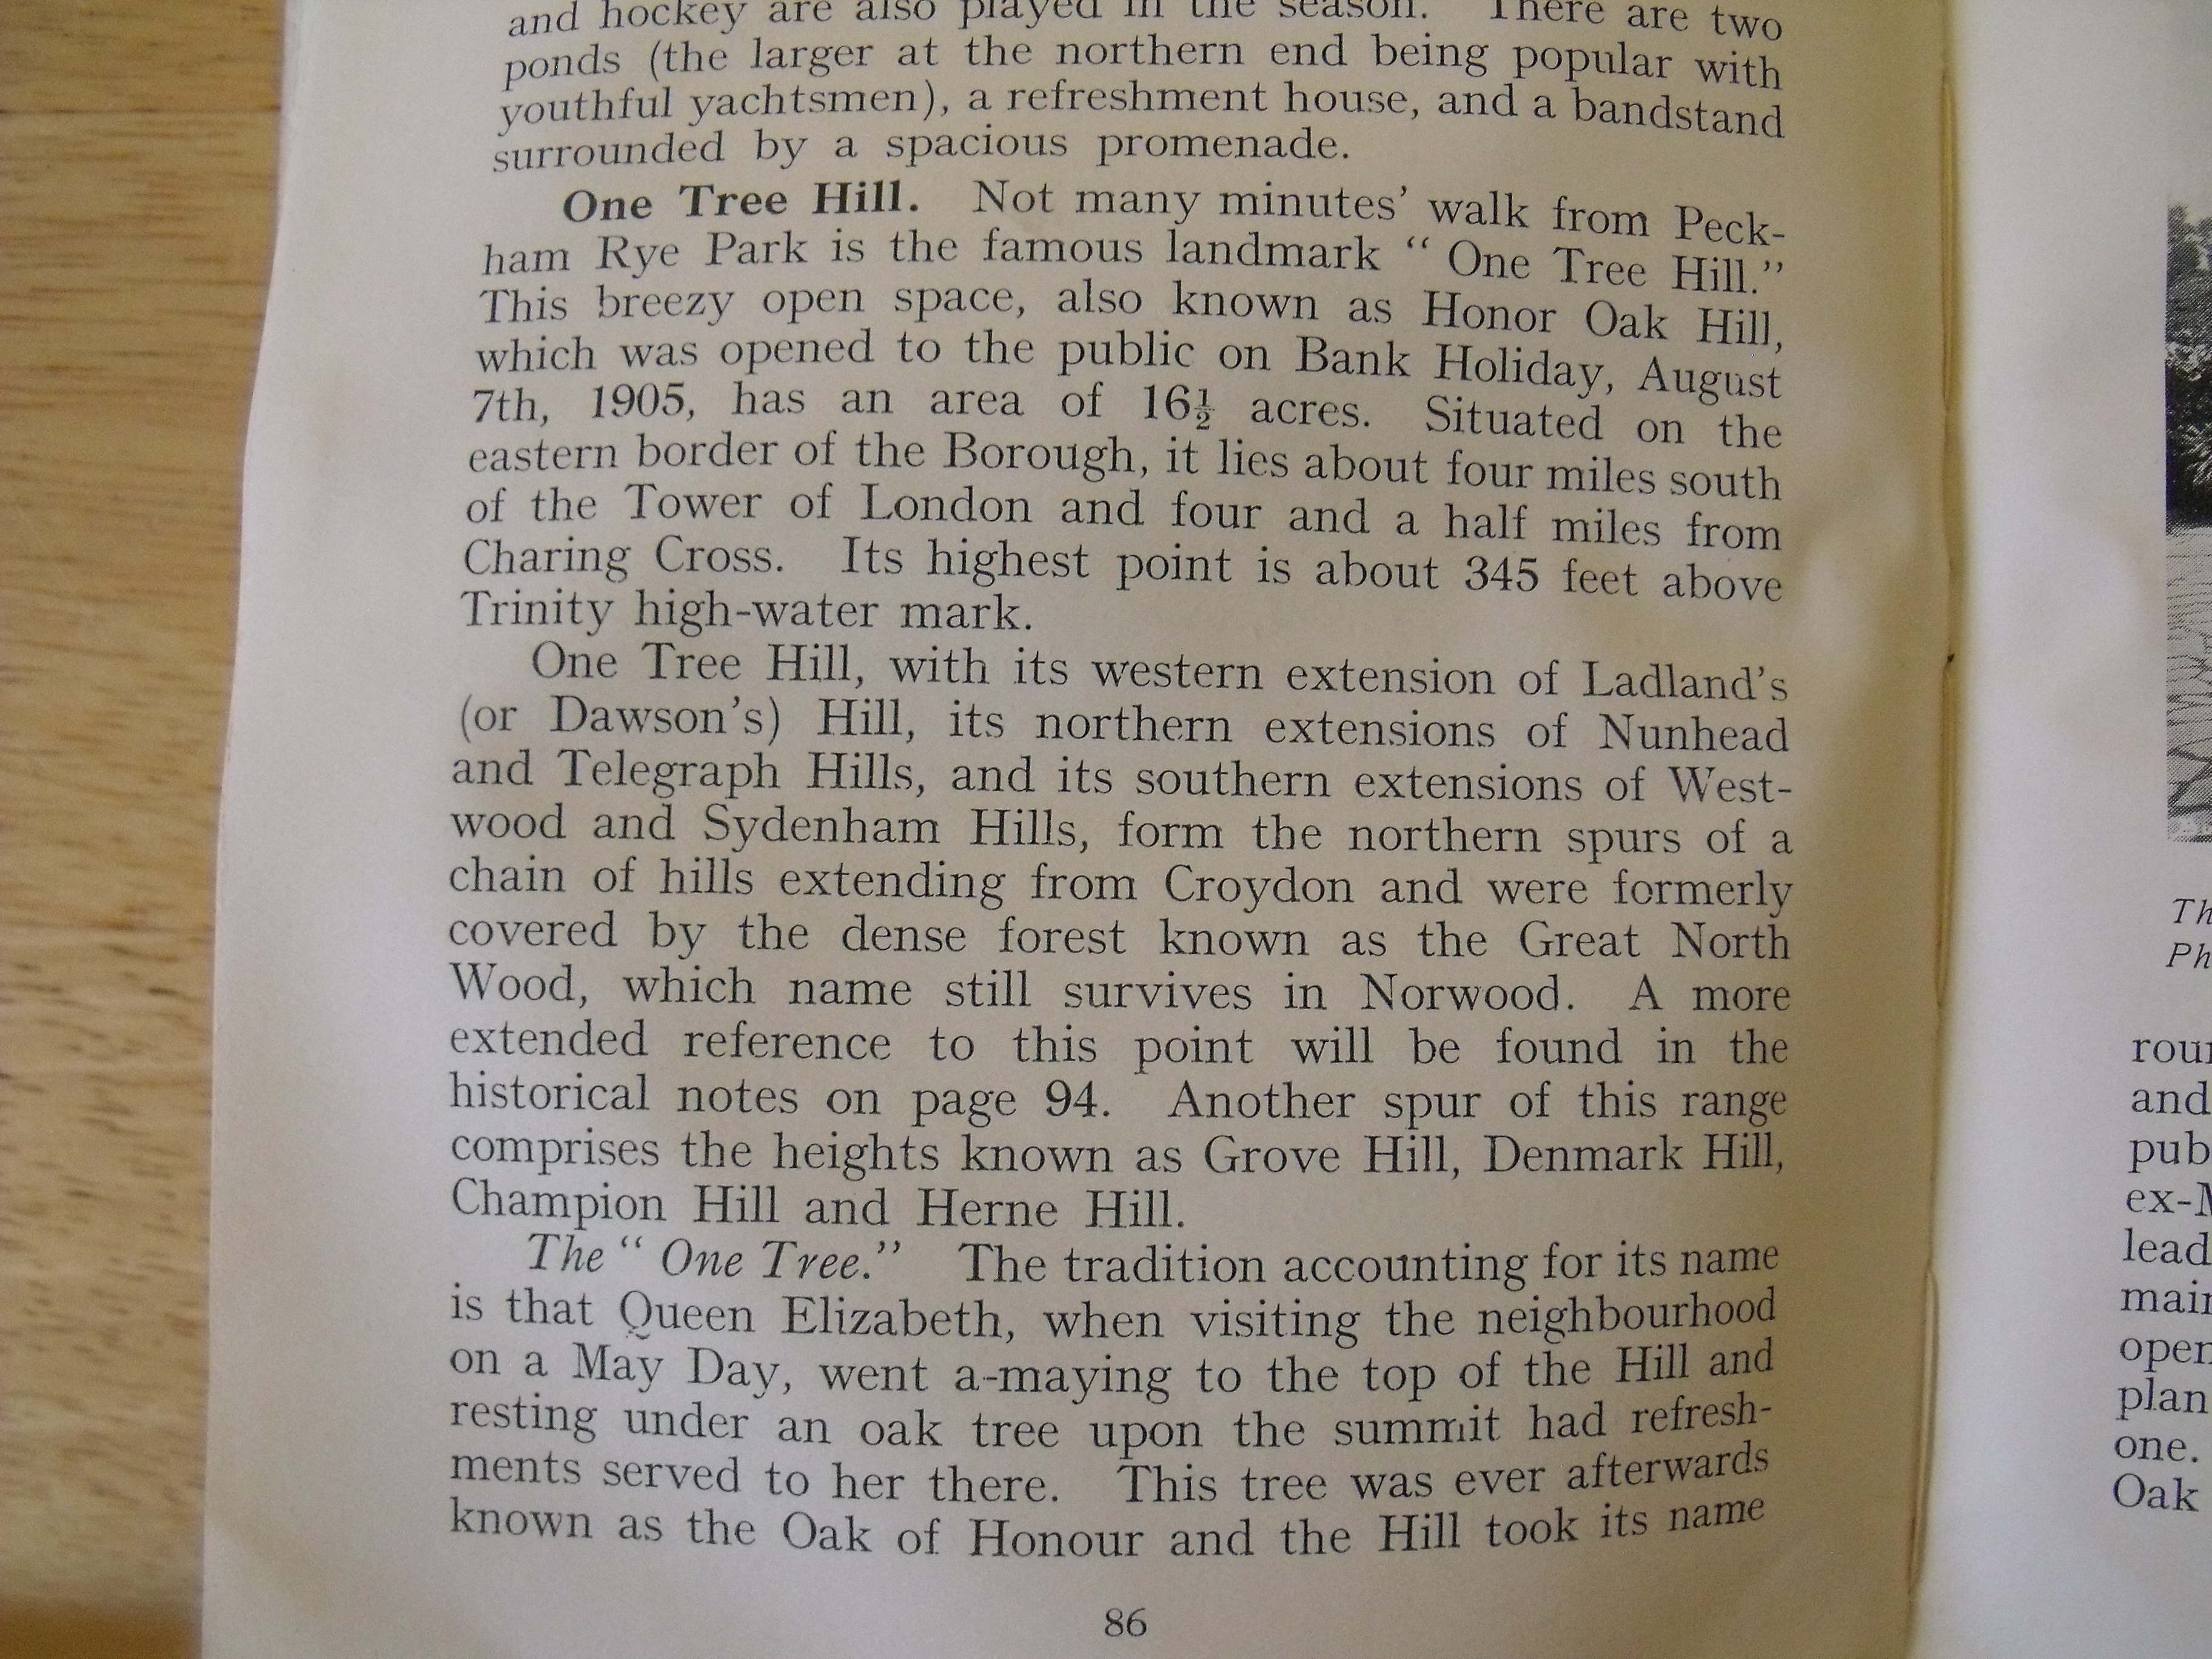 and hockey are also played in the season. There are two
ponds (the larger at the northern end being popular with
youthful yachtsmen), a refreshment house, and a bandstand
surrounded by a spacious promenade.
One Tree Hill. Not many minutes' walk from Peck-
ham Rye Park is the famous landmark " One Tree Hill."
This breezy open space, also known as Honor Oak Hill,
which was opened to the public on Bank Holiday, August
7th, 1905, has an area of 16½ acres. Situated on the
eastern border of the Borough, it lies about four miles south
of the Tower of London and four and a half miles from
Charing Cross. Its highest point is about 345 feet above
Trinity high-water mark.
One Tree Hill, with its western extension of Ladland's
(or Dawson's) Hill, its northern extensions of Nunhead
and Telegraph Hills, and its southern extensions of West-
wood and Sydenham Hills, form the northern spurs of a
chain of hills extending from Croydon and were formerly
covered by the dense forest known as the Great North
Wood, which name still survives in Norwood. A more
extended reference to this point will be found in the
historical notes on page 94. Another spur of this range
comprises the heights known as Grove Hill, Denmark Hill,
Champion Hill and Herne Hill.
The " One Tree." The tradition accounting for its name
is that Queen Elizabeth, when visiting the neighbourhood
on a May Day, went a-maying to the top of the Hill and
resting under an oak tree upon the summit had refresh-
ments served to her there. This tree was ever afterwards
known as the Oak of Honour and the Hill took its name
86
and
lead
one.
Oak